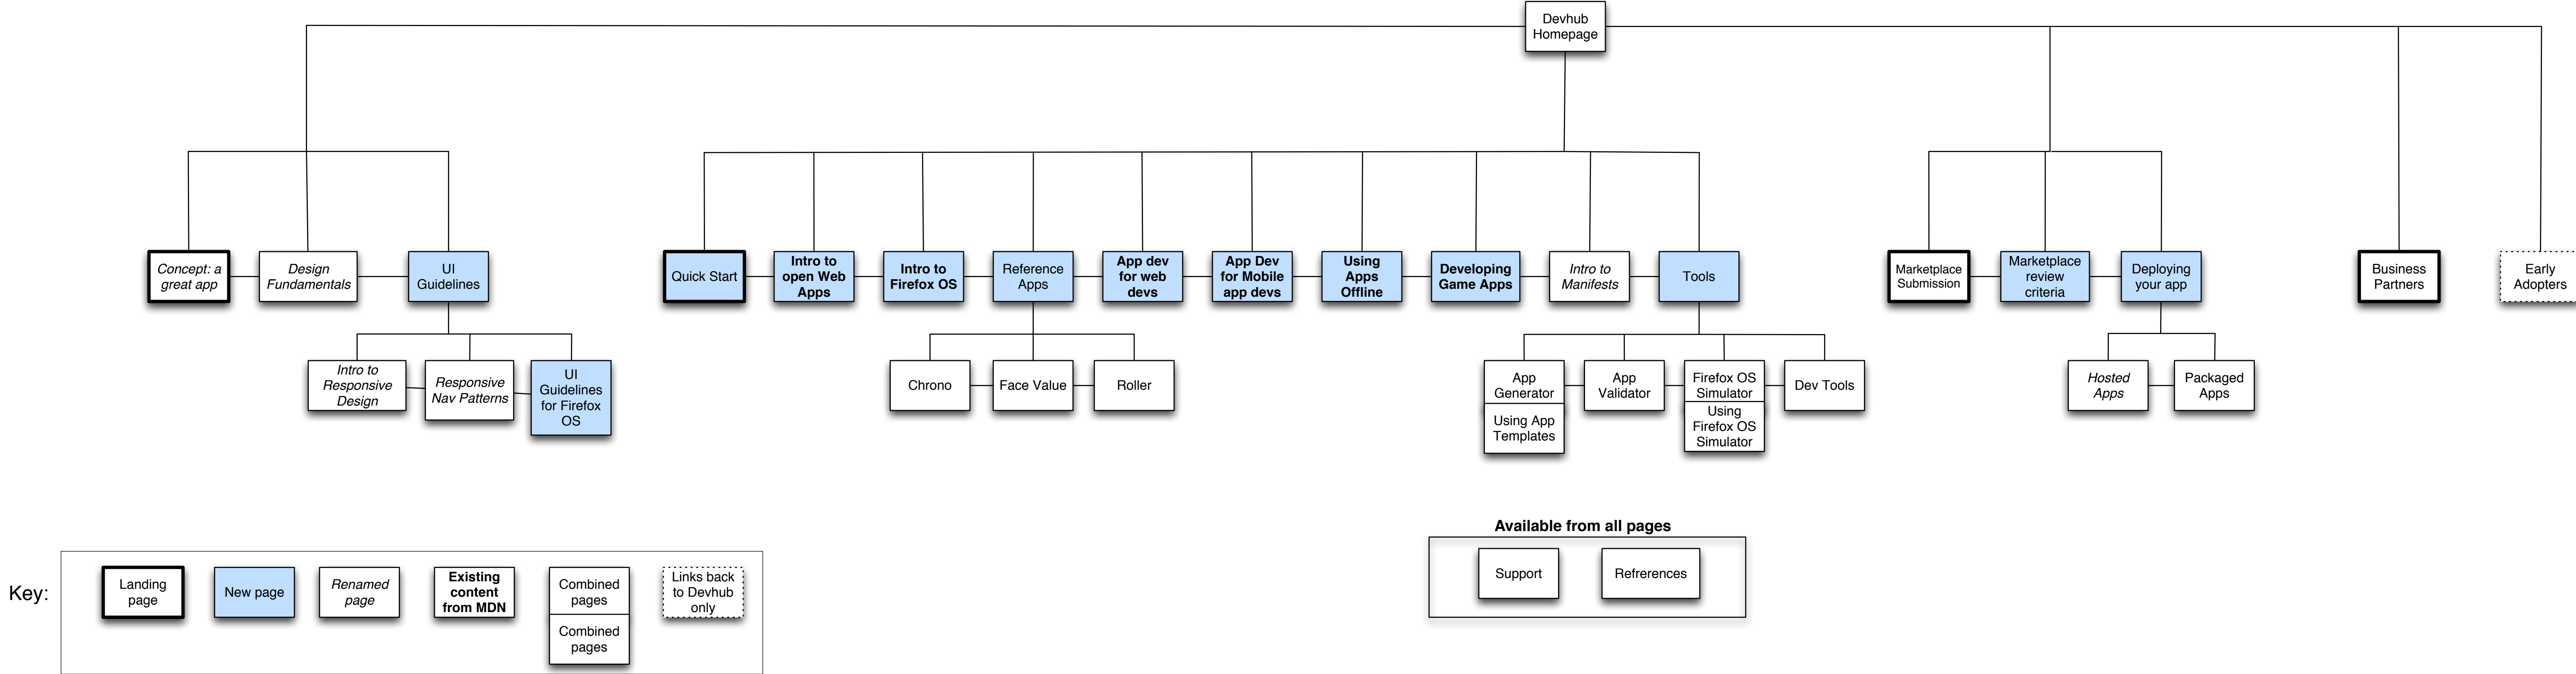 Devhub
Homepage
Concept: a
great app
Design
Fundamentals
UI
Guidelines
Quick Start
Intro to
open Web
Apps
Intro to
Firefox OS
Reference
Apps
App dev
for web
devs
App Dev
for Mobile
app devs
Using
Apps
Offline
Developing
Game Apps
Intro to
Manifests
Tools
Marketplace
Submission
Marketplace
review
criteria
Deploying
your app
Business
Partners
Early
Adopters
Intro to
Responsive
Design
Responsive
Nav Patterns
UI
Guidelines
for Firefox
OS
Chrono
Face Value
Roller
App
Generator
Using App
Templates
App
Validator
Firefox OS
Simulator
Using
Firefox OS
Simulator
Dev Tools
Hosted
Apps
Packaged
Apps
Available from all pages
Support
Refrerences
Key:
Landing
page
New page
Renamed
page
Existing
content
from MDN
Combined
pages
Combined
pages
Links back
to Devhub
only